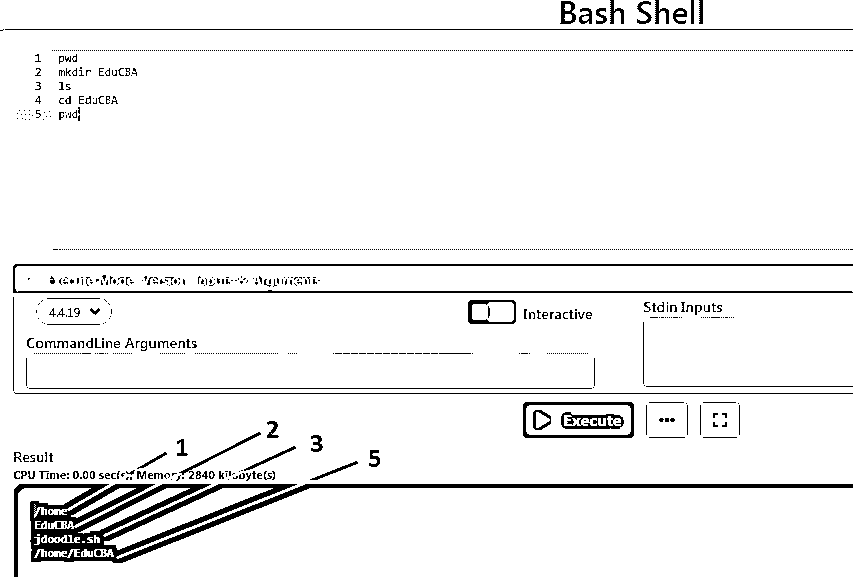 Bash Shell
1 pwd
2 mkdir EduCBA
3 ls
4 cd EduCBA
5 pwd
4.4.19
Interactive
Stdin Inputs
CommandLine Arguments
Execute
1
2
3
5
Result
CPU Time: 0.00 sec(s), Memory: 2840 kilobyte(s)
/home
EduCBA
jdoodle.sh
/home/EduCBA